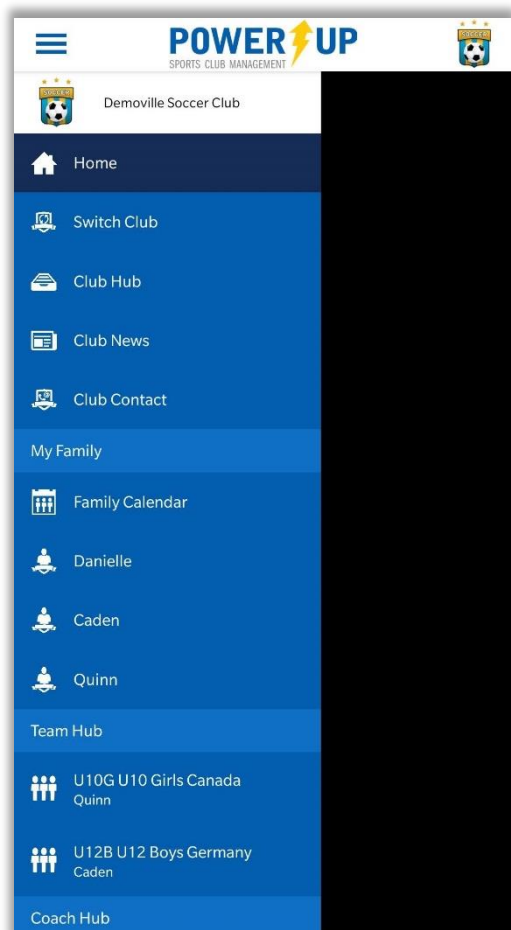 POWER UP
SPORTS CLUB MANAGEMENT
SOCCER
SOCCER
Demoville Soccer Club
Home
Switch Club
Club Hub
Club News
Club Contact
My Family
Family Calendar
Danielle
Caden
Quinn
Team Hub
U10G U10 Girls Canada
Quinn
U12B U12 Boys Germany
Caden
Coach Hub